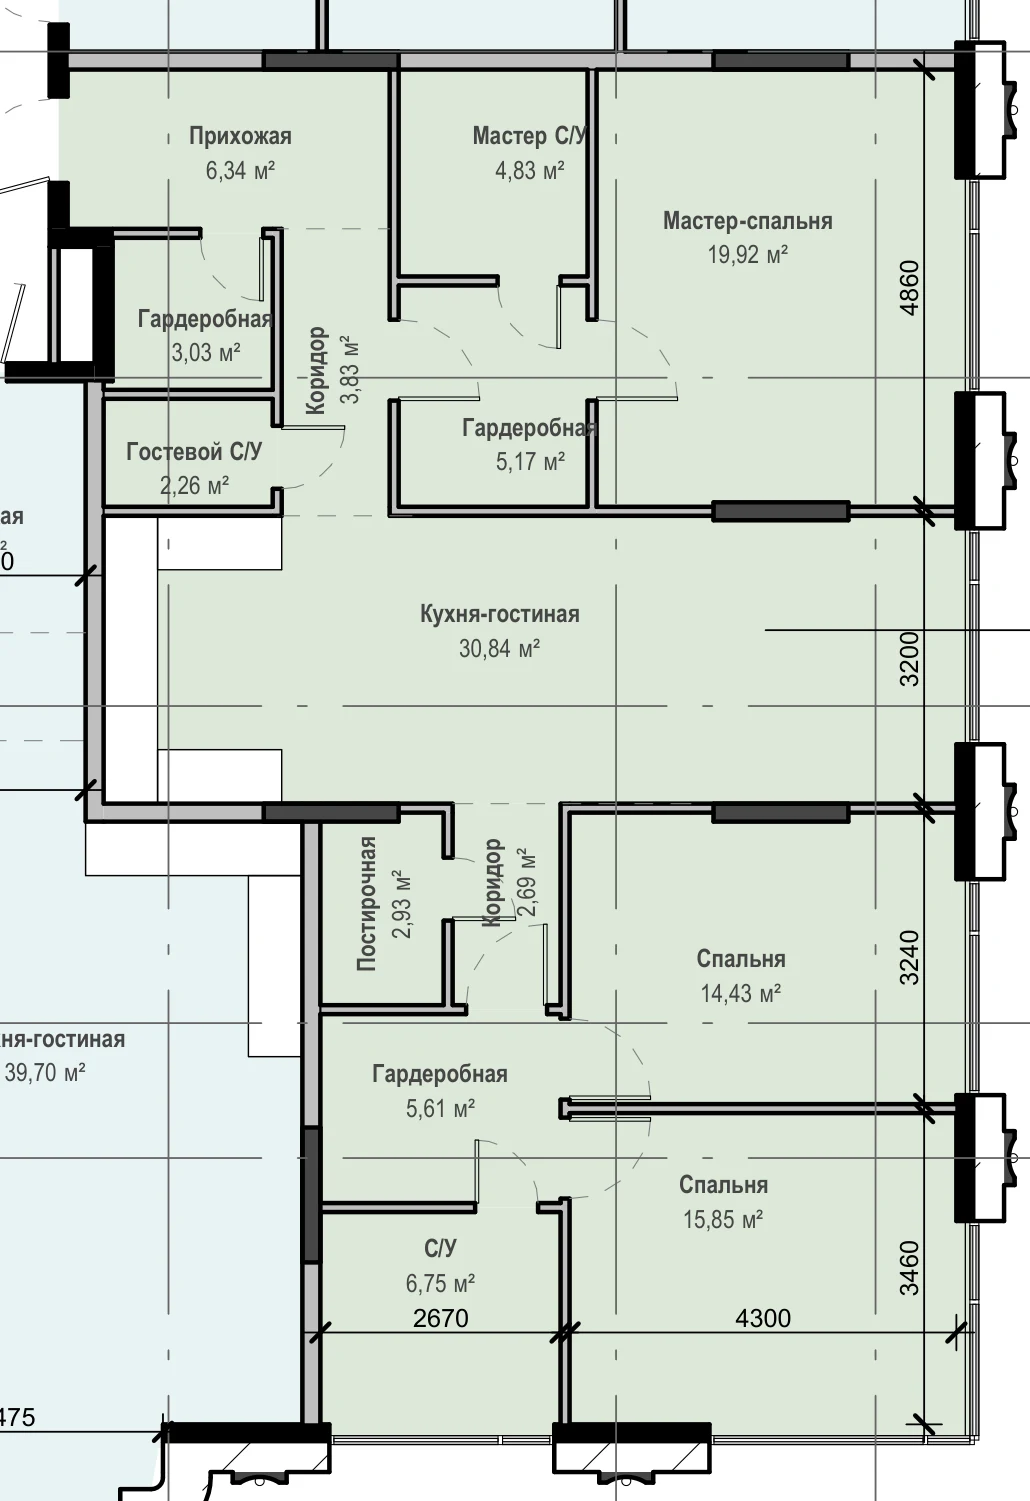 Прихожая
6,34 м²
Мастер С/У
4,83 м²
Мастер-спальня
19,92 м²
4860
Гардеробная
3,03 м²
Коридор
3,83 м²
Гардеробная
5,17 м²
Гостевой С/У
2,26 м²
ая
²
0
Кухня-гостиная
30,84 м²
3200
Постирочная
2,93 м²
Коридор
2,69 м²
Спальня
14,43 м²
3240
ня-гостиная
39,70 м²
Гардеробная
5,61 м²
Спальня
15,85 м²
С/У
6,75 м²
3460
2670
4300
475